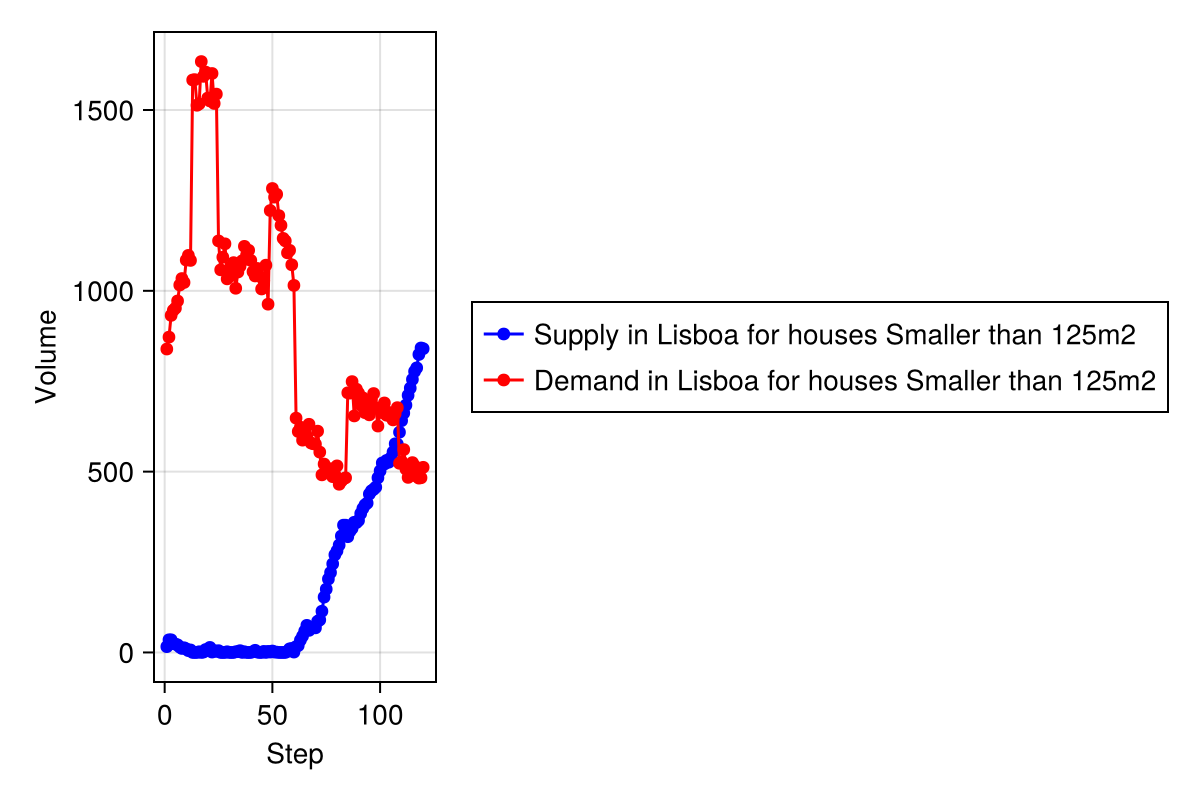 1500
1000
500
0
Volume
0 50 100
Step
Supply in Lisboa for houses Smaller than 125m2
Demand in Lisboa for houses Smaller than 125m2